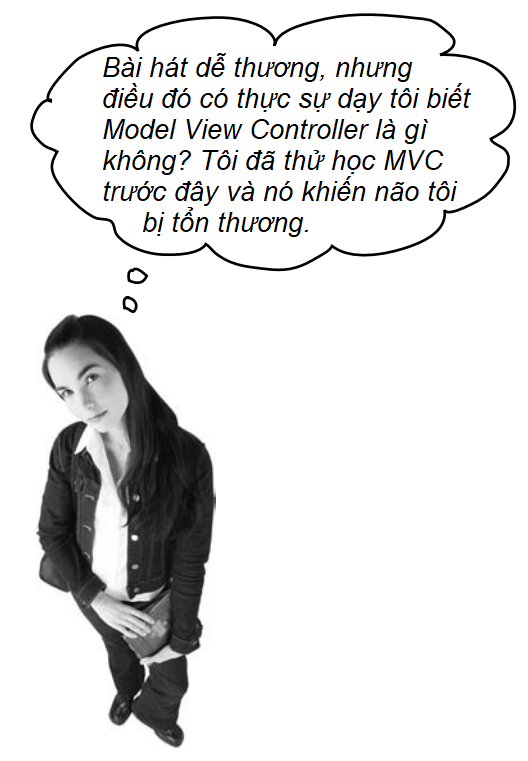 Bài hát dễ thương, nhưng
điều đó có thực sự dạy tôi biết
Model View Controller là gì
không? Tôi đã thử học MVC
trước đây và nó khiến não tôi
bị tổn thương.